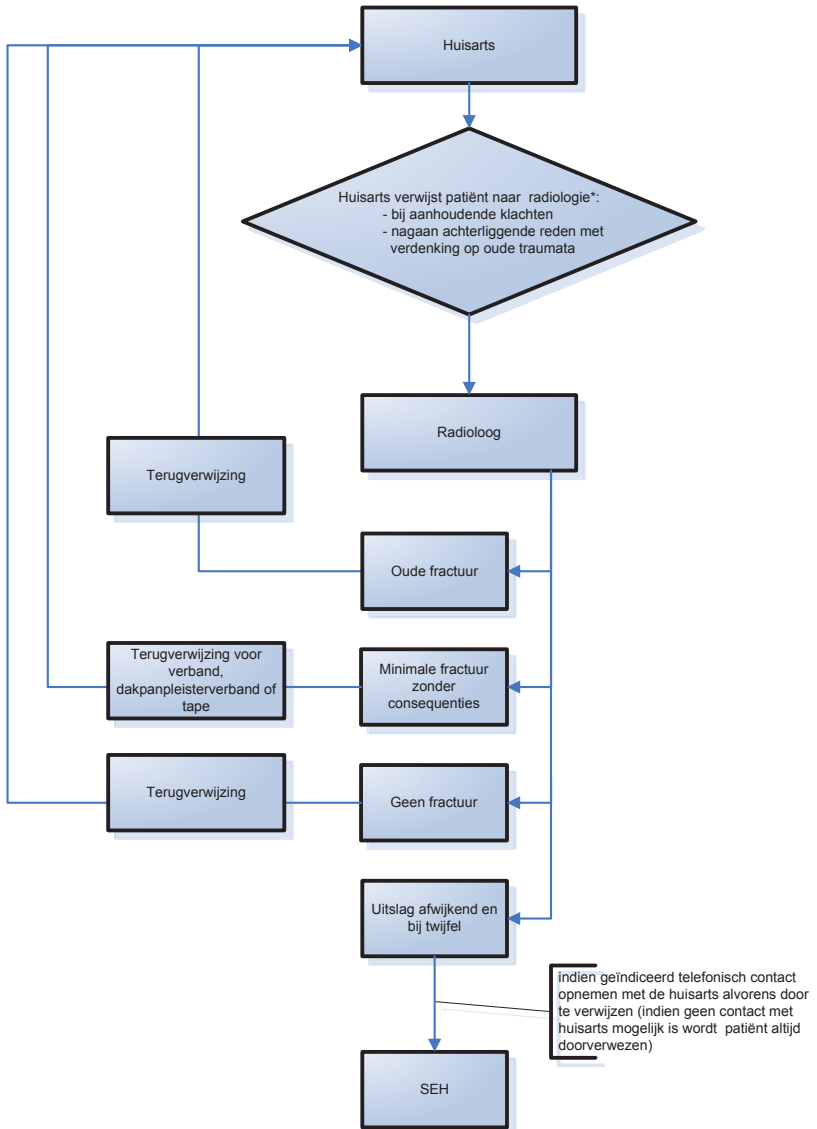 Huisarts
Huisarts verwijst patiënt naar radiologie*:
- bij aanhoudende klachten
- nagaan achterliggende reden met
verdenking op oude traumata
Radioloog
Terugverwijzing
Oude fractuur
Terugverwijzing voor
verband,
dakpanpleisterverband of
tape
Minimale fractuur
zonder
consequenties
Terugverwijzing
Geen fractuur
Uitslag afwijkend en
bij twijfel
indien geïndiceerd telefonisch contact
opnemen met de huisarts alvorens door
te verwijzen (indien geen contact met
huisarts mogelijk is wordt patiënt altijd
doorverwezen)
SEH